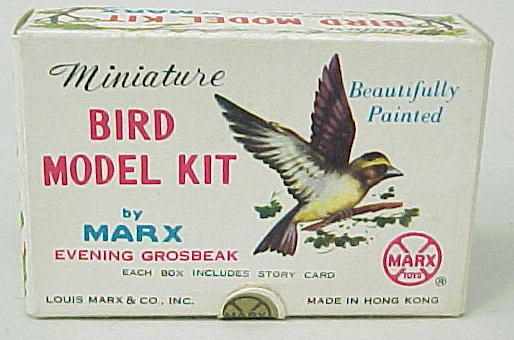 BIRD MODEL KIT
Miniature
Beautifully
Painted
BIRD
MODEL KIT
by
MARX
EVENING GROSBEAK
EACH BOX INCLUDES STORY CARD
MARX
TOYS
®
LOUIS MARX & CO., INC.
MARX
MADE IN HONG KONG